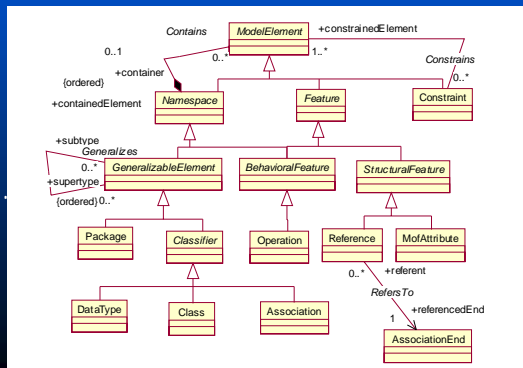 Contains
ModelElement
+constrainedElement
0..1
0..*
1..*
Constrains
+container
{ordered}
0..*
+containedElement
Namespace
Feature
Constraint
+subtype
Generalizes
0..*
GeneralizableElement
BehavioralFeature
StructuralFeature
+supertype
{ordered}
0..*
Package
Classifier
Operation
Reference
MofAttribute
0..*
+referent
RefersTo
DataType
Class
Association
+referencedEnd
1
AssociationEnd